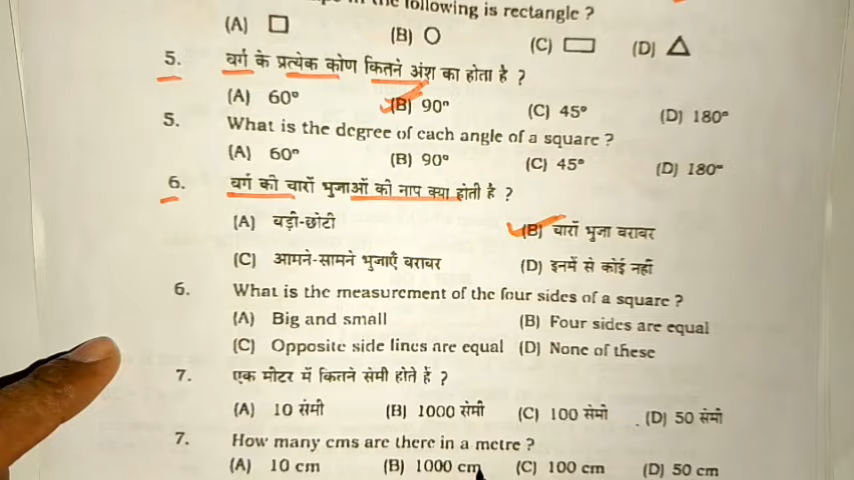 in the following is rectangle ?
(A) (B) (C) (D)
5. वर्ग के प्रत्येक कोण कितने अंश का होता है ?
(A) 60° (B) 90° (C) 45° (D) 180°
5. What is the degree of each angle of a square ?
(A) 60° (B) 90° (C) 45° (D) 180°
6. वर्ग की चारों भुजाओं की नाप क्या होती है ?
(A) बड़ी-छोटी (B) चारों भुजा बराबर
(C) आमने-सामने भुजाएँ बराबर (D) इनमें से कोई नहीं
6. What is the measurement of the four sides of a square ?
(A) Big and small (B) Four sides are equal
(C) Opposite side lines are equal (D) None of these
7. एक मीटर में कितने सेमी होते हैं ?
(A) 10 सेमी (B) 1000 सेमी (C) 100 सेमी (D) 50 सेमी
7. How many cms are there in a metre ?
(A) 10 cm (B) 1000 cm (C) 100 cm (D) 50 cm